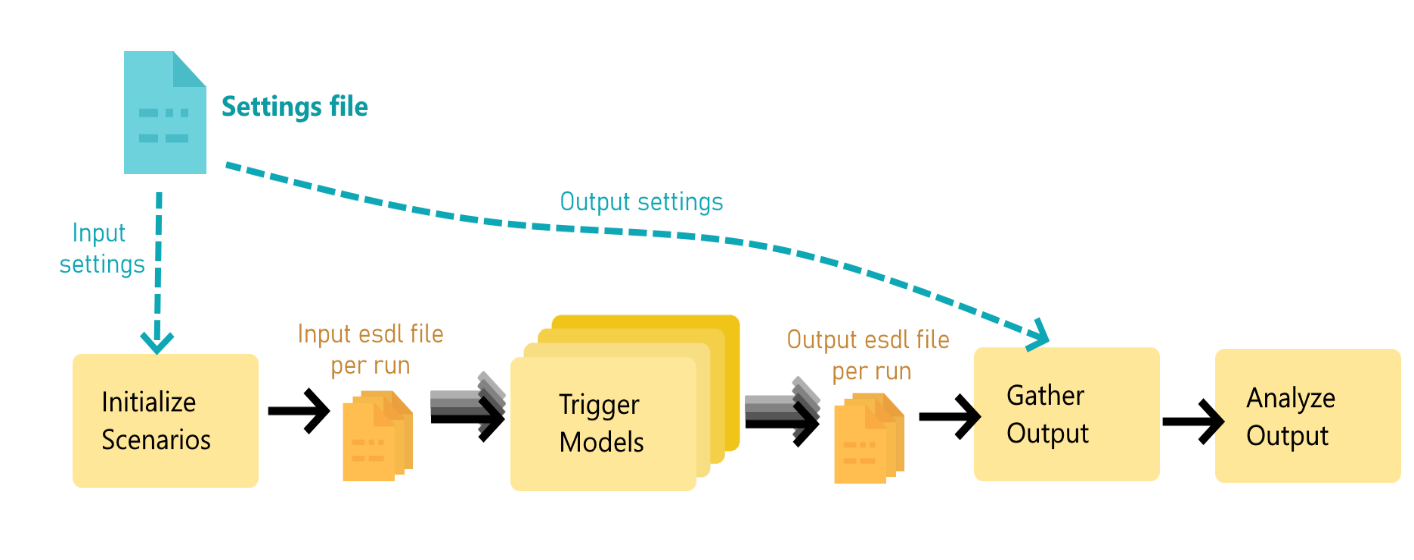 Settings file
Output settings
Input
settings
Input esdl file
per run
Output esdl file
per run
Initialize
Scenarios
Trigger
Models
Gather
Output
Analyze
Output